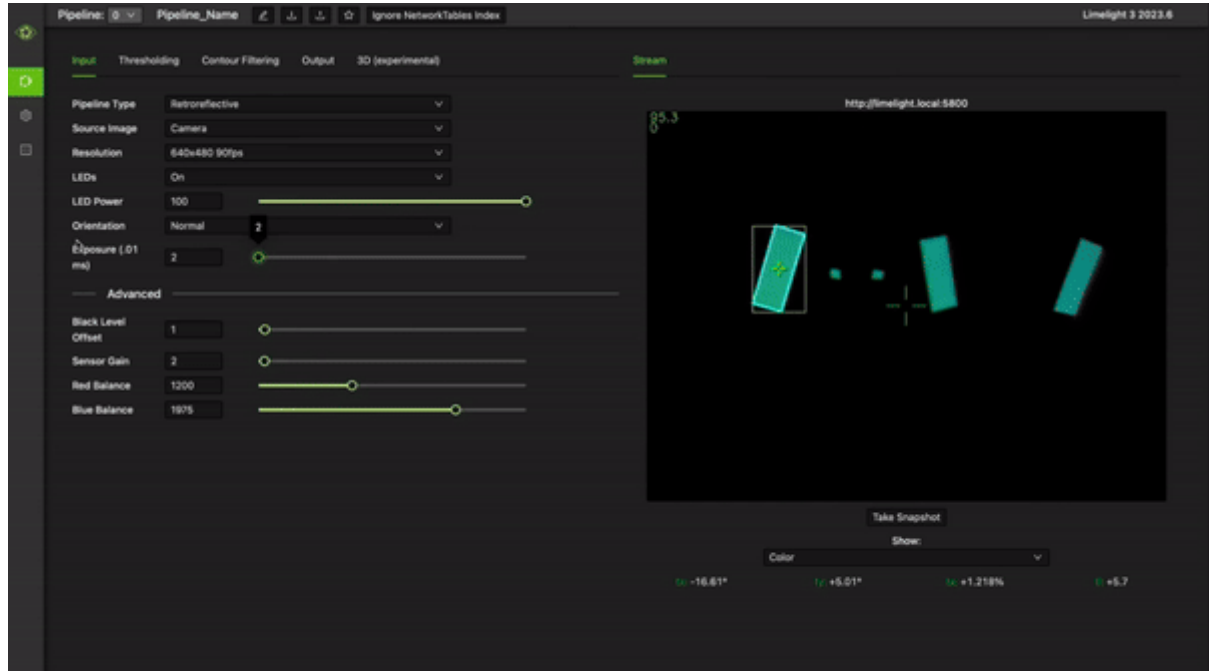 Pipeline: 0 Pipeline_Name Ignore NetworkTables Index Limelight 3 2023.6
Input Thresholding Contour Filtering Output 3D (experimental)
Stream
Pipeline Type Retroreflective
Source Image Camera
Resolution 640x480 90fps
LEDs On
LED Power 100
Orientation Normal
2
Exposure (.01
ms) 2
Advanced
Black Level
Offset 1
Sensor Gain 2
Red Balance 1200
Blue Balance 1975
http://limelight.local:5800
95.3
0
Take Snapshot
Show:
Color
tx: -16.61° ty: +5.01° +1.218% +5.7